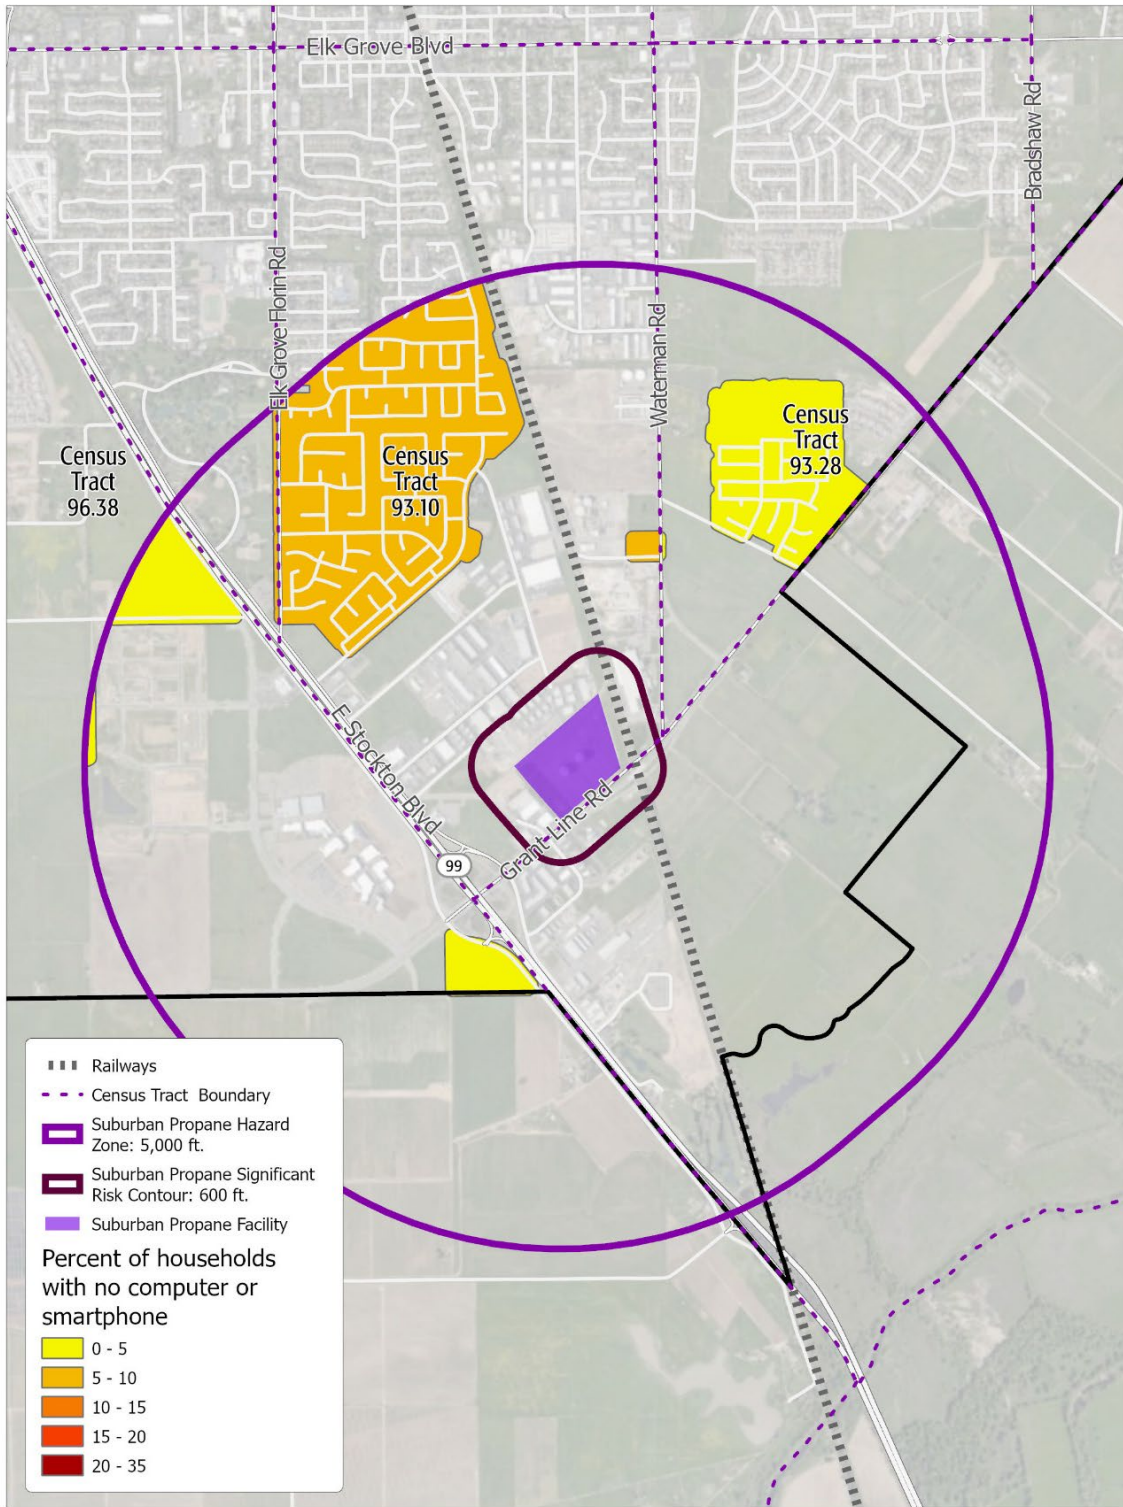 Elk Grove Blvd
Bradshaw Rd
Elk Grove Florin Rd
Waterman Rd
Census
Tract
93.28
Census
Tract
96.38
Census
Tract
93.10
E Stockton Blvd
Grant Line Rd
99
Railways
Census Tract Boundary
Suburban Propane Hazard
Zone: 5,000 ft.
Suburban Propane Significant
Risk Contour: 600 ft.
Suburban Propane Facility
Percent of households
with no computer or
smartphone
0 - 5
5 - 10
10 - 15
15 - 20
20 - 35